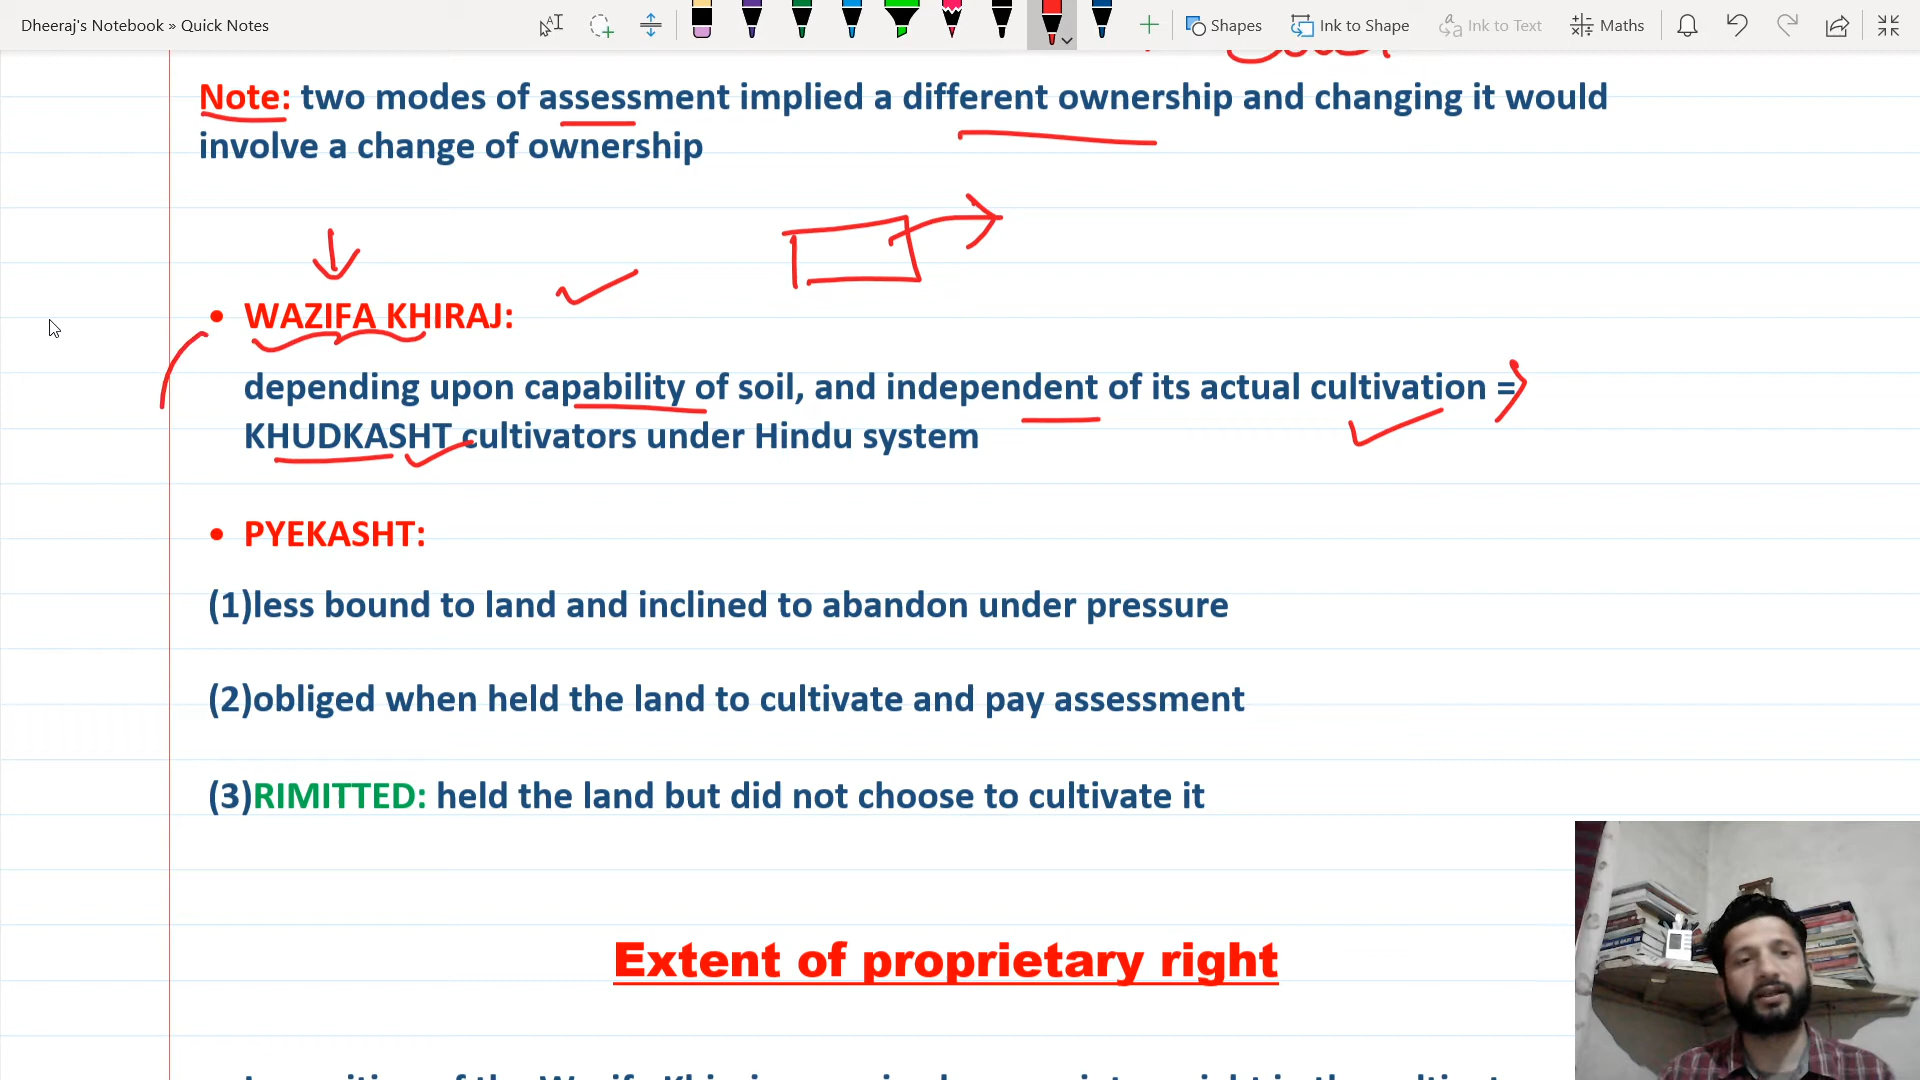 Dheeraj's Notebook » Quick Notes
Shapes
Ink to Shape
Ink to Text
Maths
Note: two modes of assessment implied a different ownership and changing it would
involve a change of ownership
• WAZIFA KHIRAJ:
depending upon capability of soil, and independent of its actual cultivation =
KHUDKASHT cultivators under Hindu system
• PYEKASHT:
(1)less bound to land and inclined to abandon under pressure
(2)obliged when held the land to cultivate and pay assessment
(3)RIMITTED: held the land but did not choose to cultivate it
Extent of proprietary right